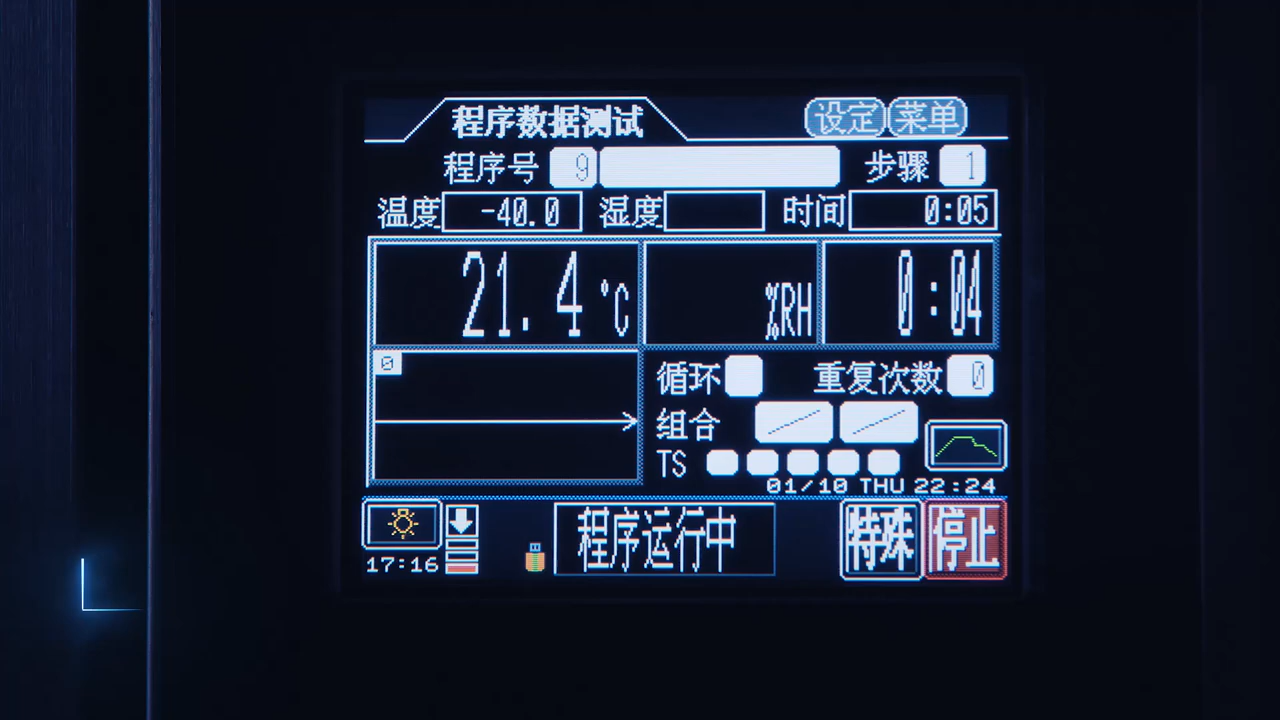 程序数据测试 设定 菜单
程序号 9 步骤 1
温度 -40.0 湿度 时间 0:05
21.4 °C %RH 0:04
0
循环 重复次数 0
组合
TS
01/10 THU 22:24
17:16 程序运行中 特殊 停止